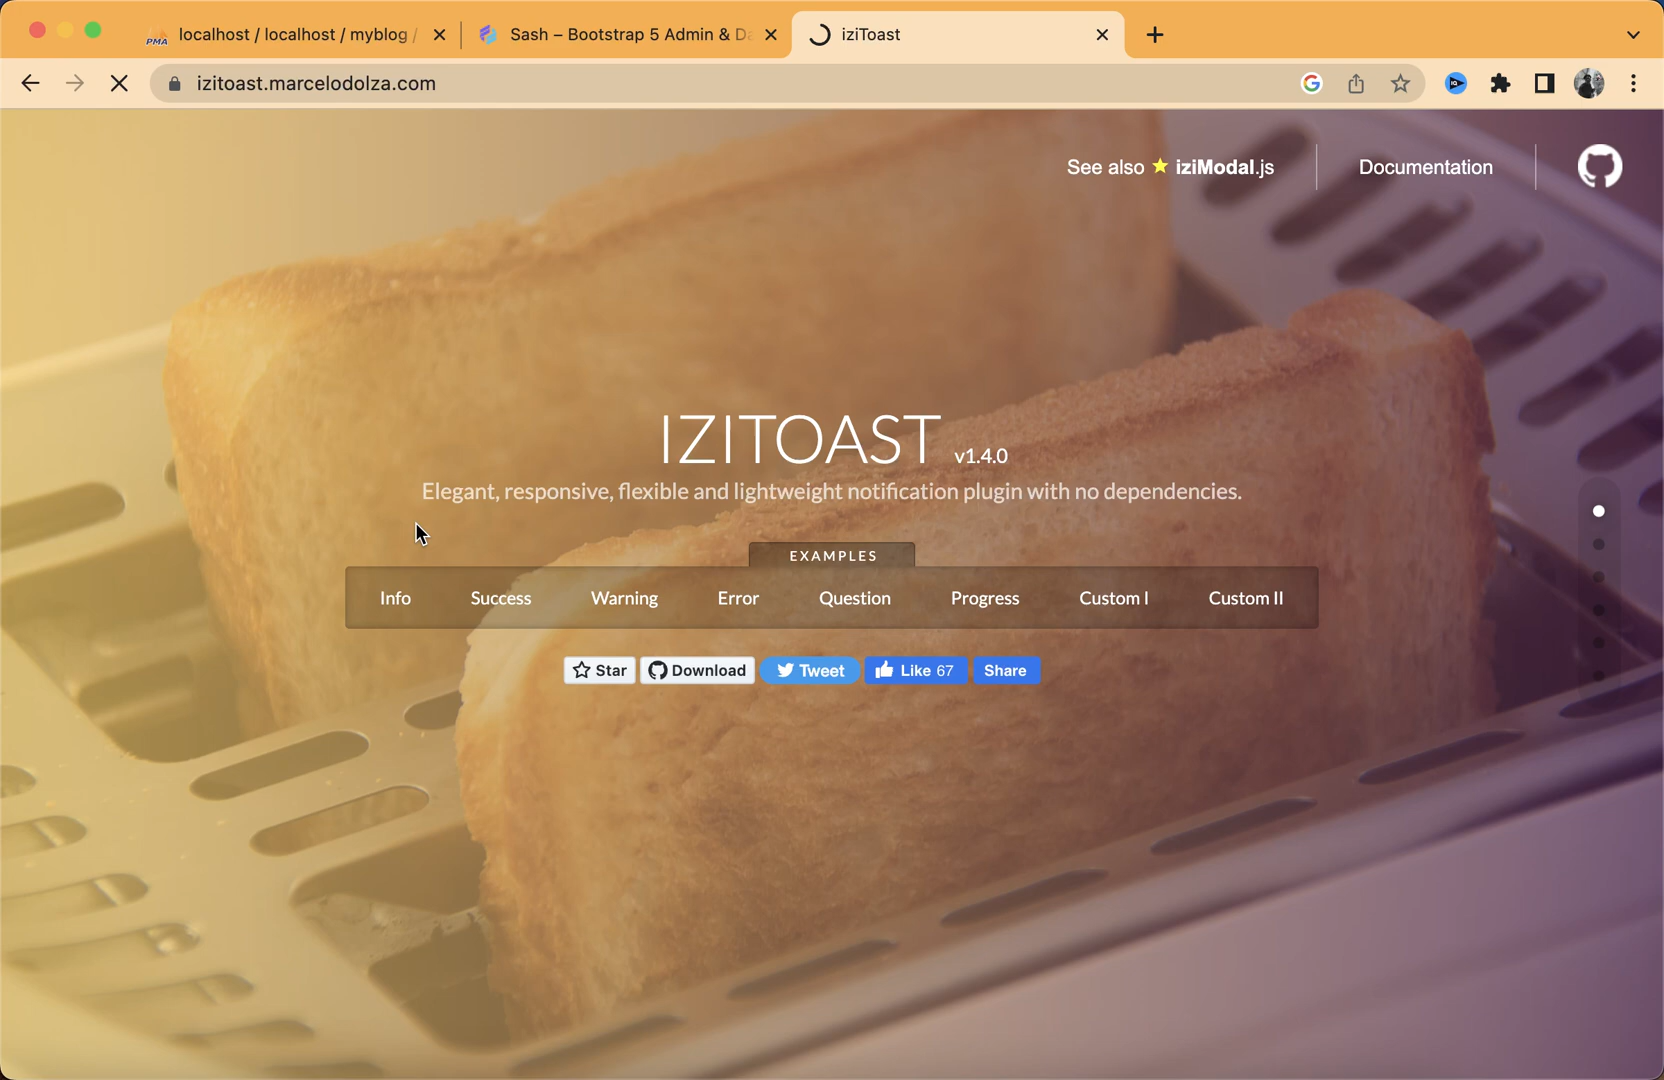 PMA localhost / localhost / myblog /
Sash – Bootstrap 5 Admin & Da
iziToast
izitoast.marcelodolza.com
See also iziModal.js
Documentation
IZITOAST v1.4.0
Elegant, responsive, flexible and lightweight notification plugin with no dependencies.
EXAMPLES
Info Success Warning Error Question Progress Custom I Custom II
Star Download Tweet Like 67 Share